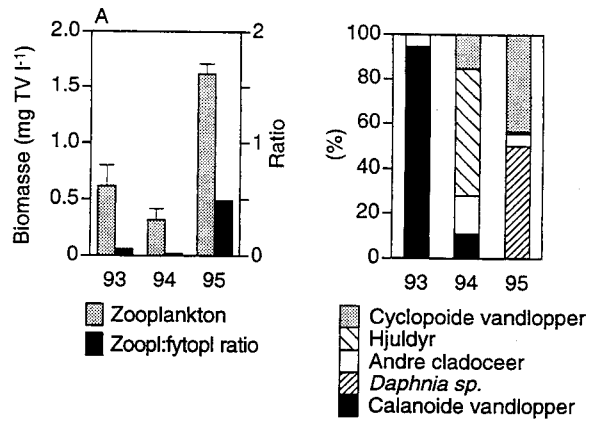 A
2.0
1.5
1.0
0.5
0
Biomasse (mg TV l-1)
2
1
0
Ratio
93 94 95
Zooplankton
Zoopl:fytopl ratio
100
80
60
40
20
0
(%)
93 94 95
Cyclopoide vandlopper
Hjuldyr
Andre cladoceer
Daphnia sp.
Calanoide vandlopper